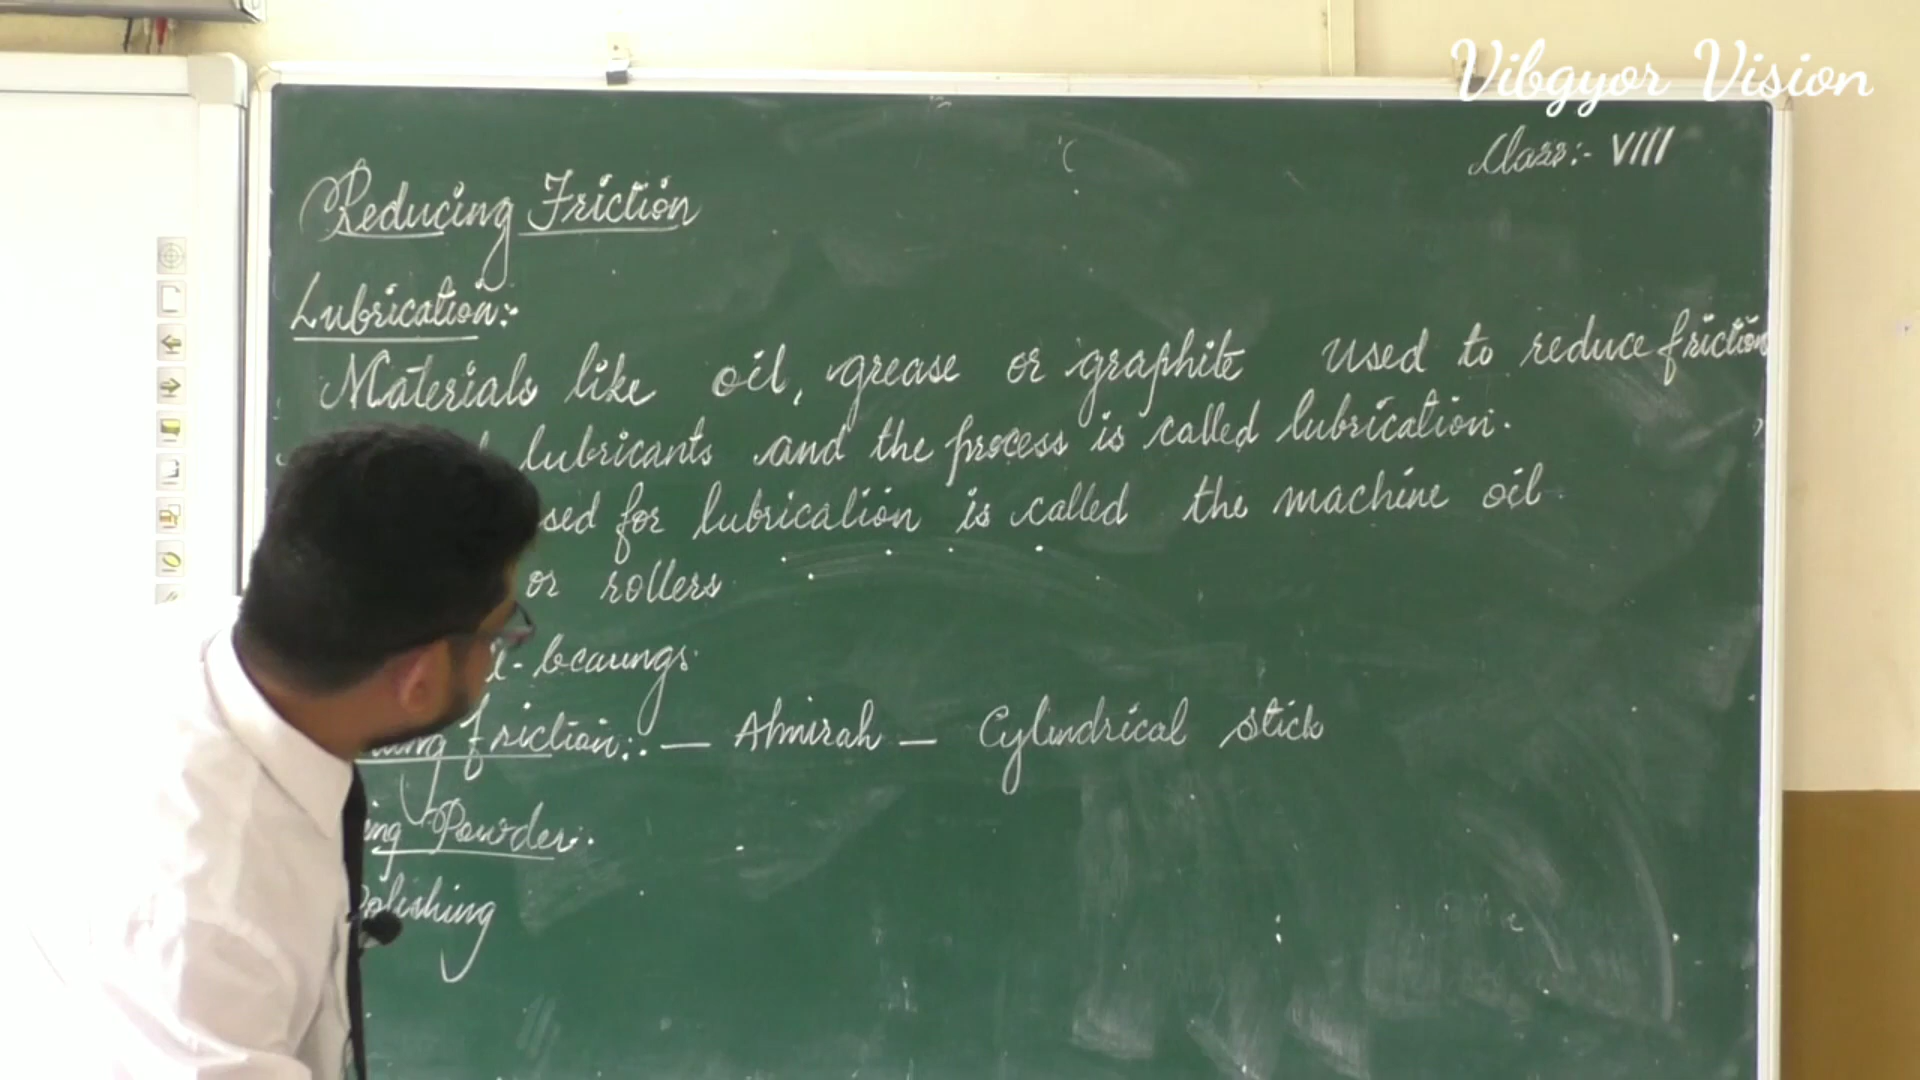 Vibgyor Vision
Class:- VIII
Reducing Friction
Lubrication:-
Materials like oil, grease or graphite used to reduce friction
lubricants and the process is called lubrication.
sed for lubrication is called the machine oil
or rollers
- bearings
friction:- — Almirah — Cylindrical stick
ing Powder:
Polishing